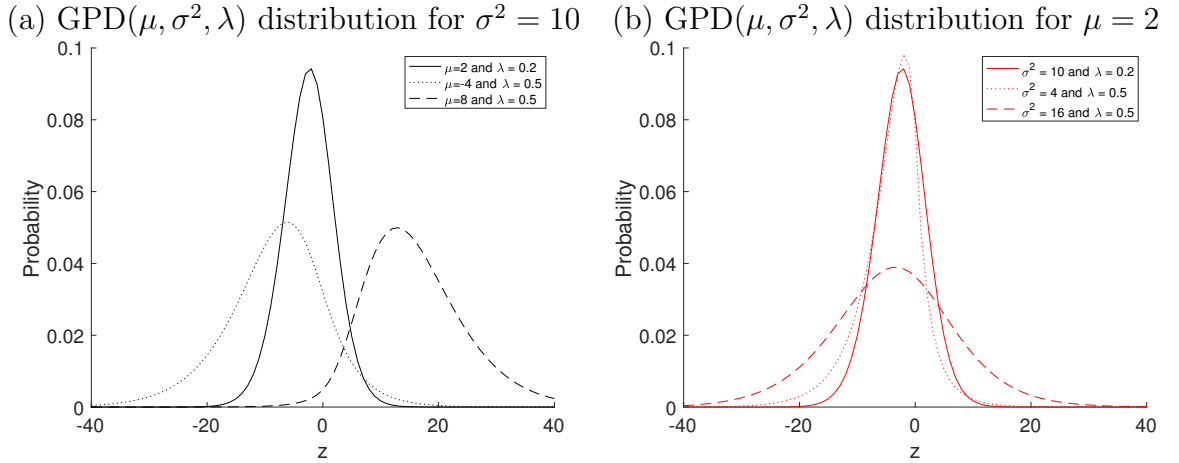 (a) GPD(μ, σ², λ) distribution for σ² = 10
0.1
0.08
0.06
0.04
0.02
0
Probability
-40
-20
0
20
40
z
μ=2 and λ = 0.2
μ=-4 and λ = 0.5
μ=8 and λ = 0.5
(b) GPD(μ, σ², λ) distribution for μ = 2
0.1
0.08
0.06
0.04
0.02
0
Probability
-40
-20
0
20
40
z
σ² = 10 and λ = 0.2
σ² = 4 and λ = 0.5
σ² = 16 and λ = 0.5